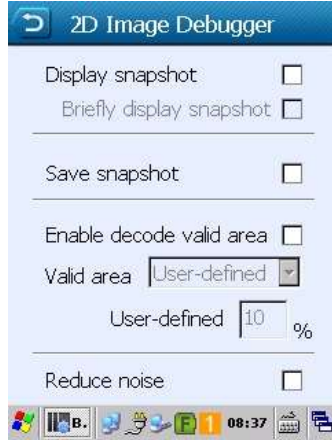 2D Image Debugger
Display snapshot
Briefly display snapshot
Save snapshot
Enable decode valid area
Valid area User-defined
User-defined 10 %
Reduce noise
B. F 1 08:37